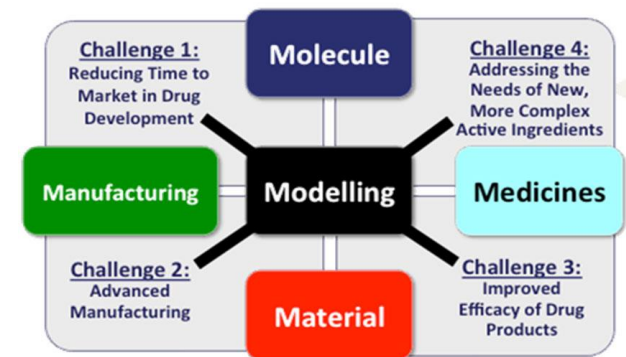 Challenge 1:
Reducing Time to
Market in Drug
Development
Molecule
Challenge 4:
Addressing the
Needs of New,
More Complex
Active Ingredients
Manufacturing
Modelling
Medicines
Challenge 2:
Advanced
Manufacturing
Material
Challenge 3:
Improved
Efficacy of Drug
Products